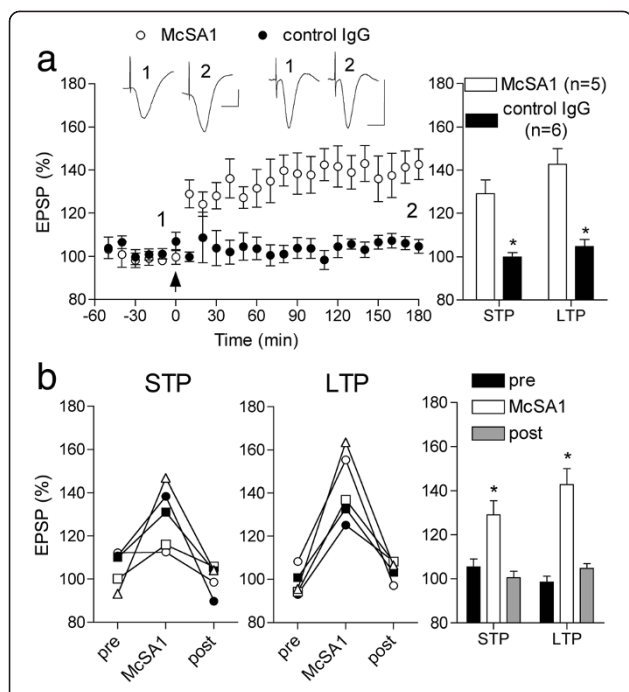 ○ McSA1 ● control IgG
a
1 2 1 2
McSA1 (n=5)
control IgG
(n=6)
EPSP (%)
180
160
140
120
100
80
1
2
-60 -30 0 30 60 90 120 150 180
Time (min)
180
160
140
120
100
80
* *
STP LTP
b
STP LTP
pre
McSA1
post
EPSP (%)
180
160
140
120
100
80
pre McSA1 post
180
160
140
120
100
80
pre McSA1 post
180
160
140
120
100
80
* *
STP LTP